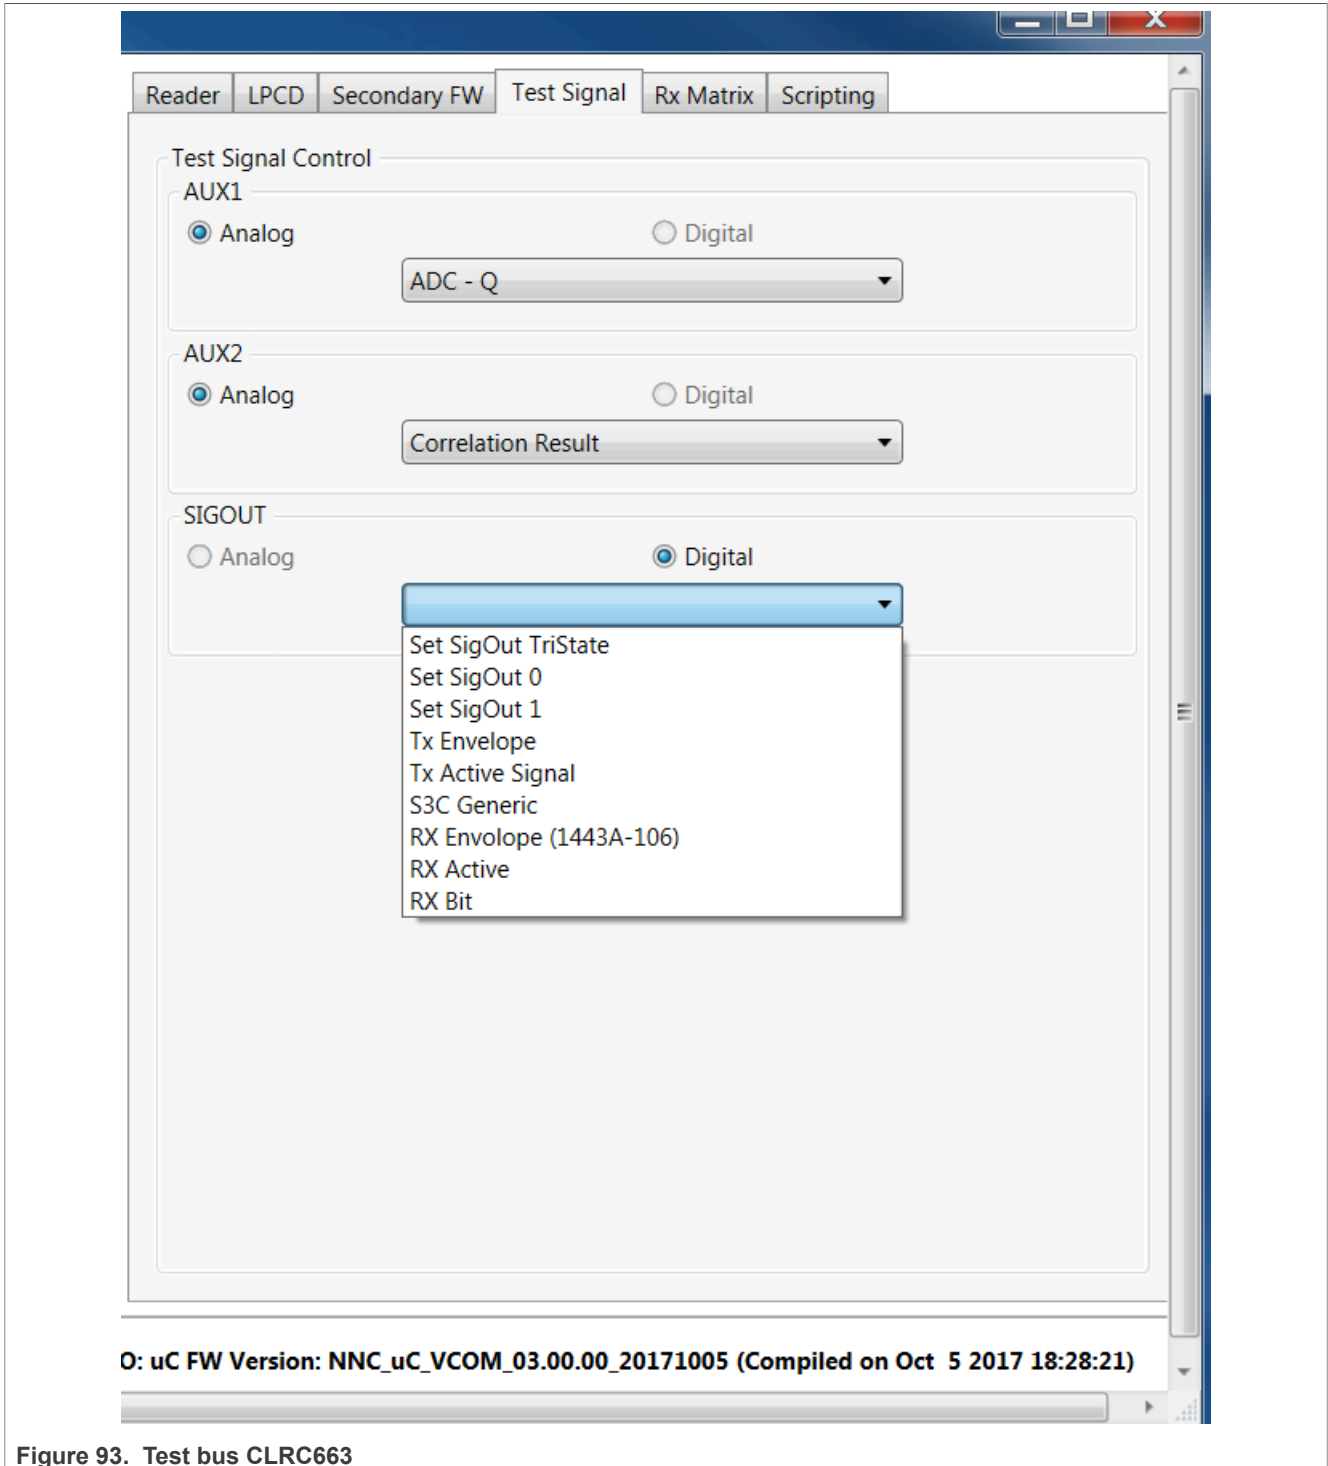 Reader LPCD Secondary FW Test Signal Rx Matrix Scripting
Test Signal Control
AUX1
Analog Digital
ADC - Q
AUX2
Analog Digital
Correlation Result
SIGOUT
Analog Digital
Set SigOut TriState
Set SigOut 0
Set SigOut 1
Tx Envelope
Tx Active Signal
S3C Generic
RX Envolope (1443A-106)
RX Active
RX Bit
O: uC FW Version: NNC_uC_VCOM_03.00.00_20171005 (Compiled on Oct 5 2017 18:28:21)
Figure 93. Test bus CLRC663